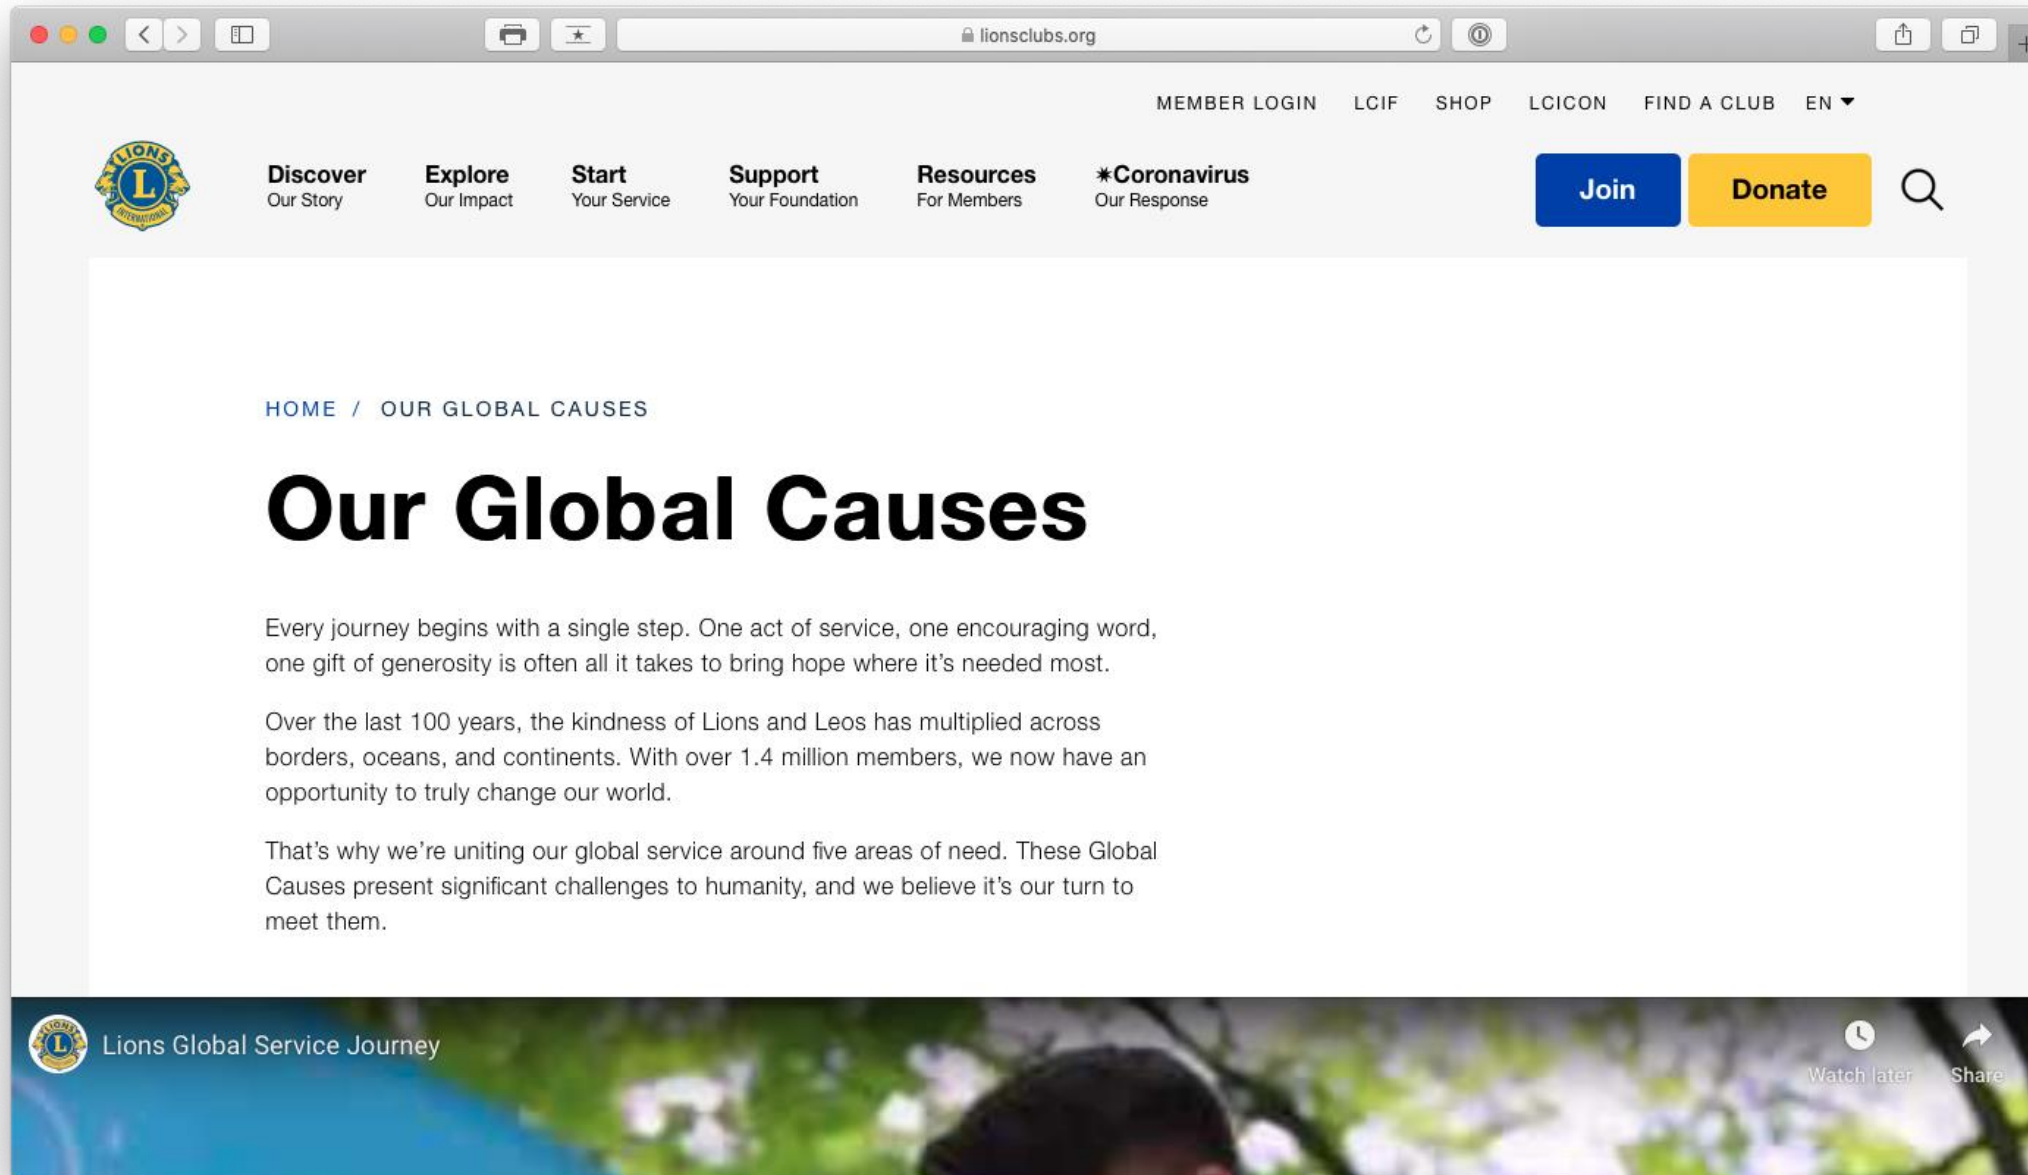 lionsclubs.org
MEMBER LOGIN LCIF SHOP LCICON FIND A CLUB EN
LIONS
L
INTERNATIONAL
Discover Explore Start Support Resources ✷Coronavirus
Our Story Our Impact Your Service Your Foundation For Members Our Response
Join Donate
HOME / OUR GLOBAL CAUSES
Our Global Causes
Every journey begins with a single step. One act of service, one encouraging word,
one gift of generosity is often all it takes to bring hope where it’s needed most.
Over the last 100 years, the kindness of Lions and Leos has multiplied across
borders, oceans, and continents. With over 1.4 million members, we now have an
opportunity to truly change our world.
That’s why we’re uniting our global service around five areas of need. These Global
Causes present significant challenges to humanity, and we believe it’s our turn to
meet them.
LIONS
L
Lions Global Service Journey
Watch later Share